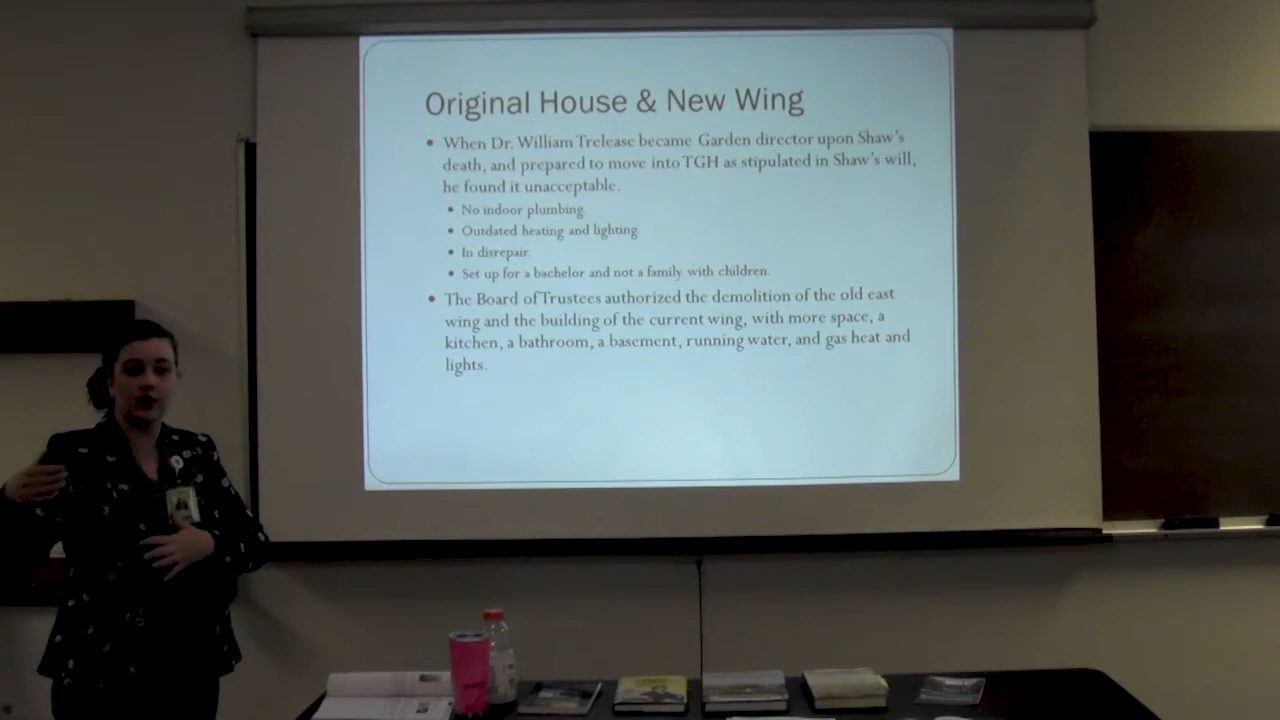 Original House & New Wing
• When Dr. William Trelease became Garden director upon Shaw's
death, and prepared to move into TGH as stipulated in Shaw's will,
he found it unacceptable.
• No indoor plumbing.
• Outdated heating and lighting.
• In disrepair.
• Set up for a bachelor and not a family with children.
• The Board of Trustees authorized the demolition of the old east
wing and the building of the current wing, with more space, a
kitchen, a bathroom, a basement, running water, and gas heat and
lights.